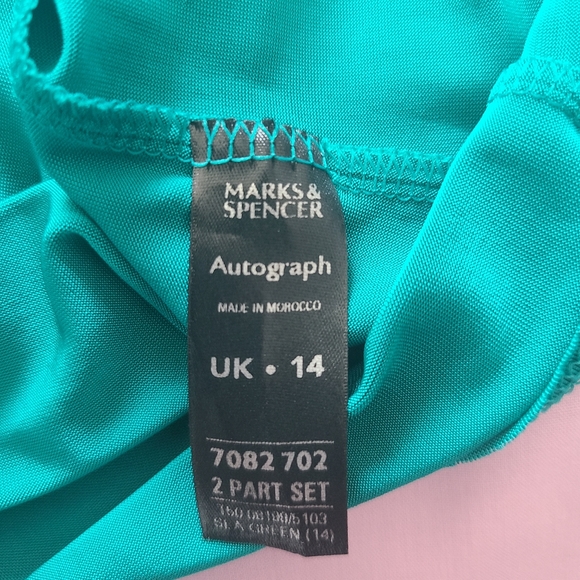 MARKS &
SPENCER
Autograph
MADE IN MOROCCO
UK • 14
7082 702
2 PART SET
SEA GREEN (14)